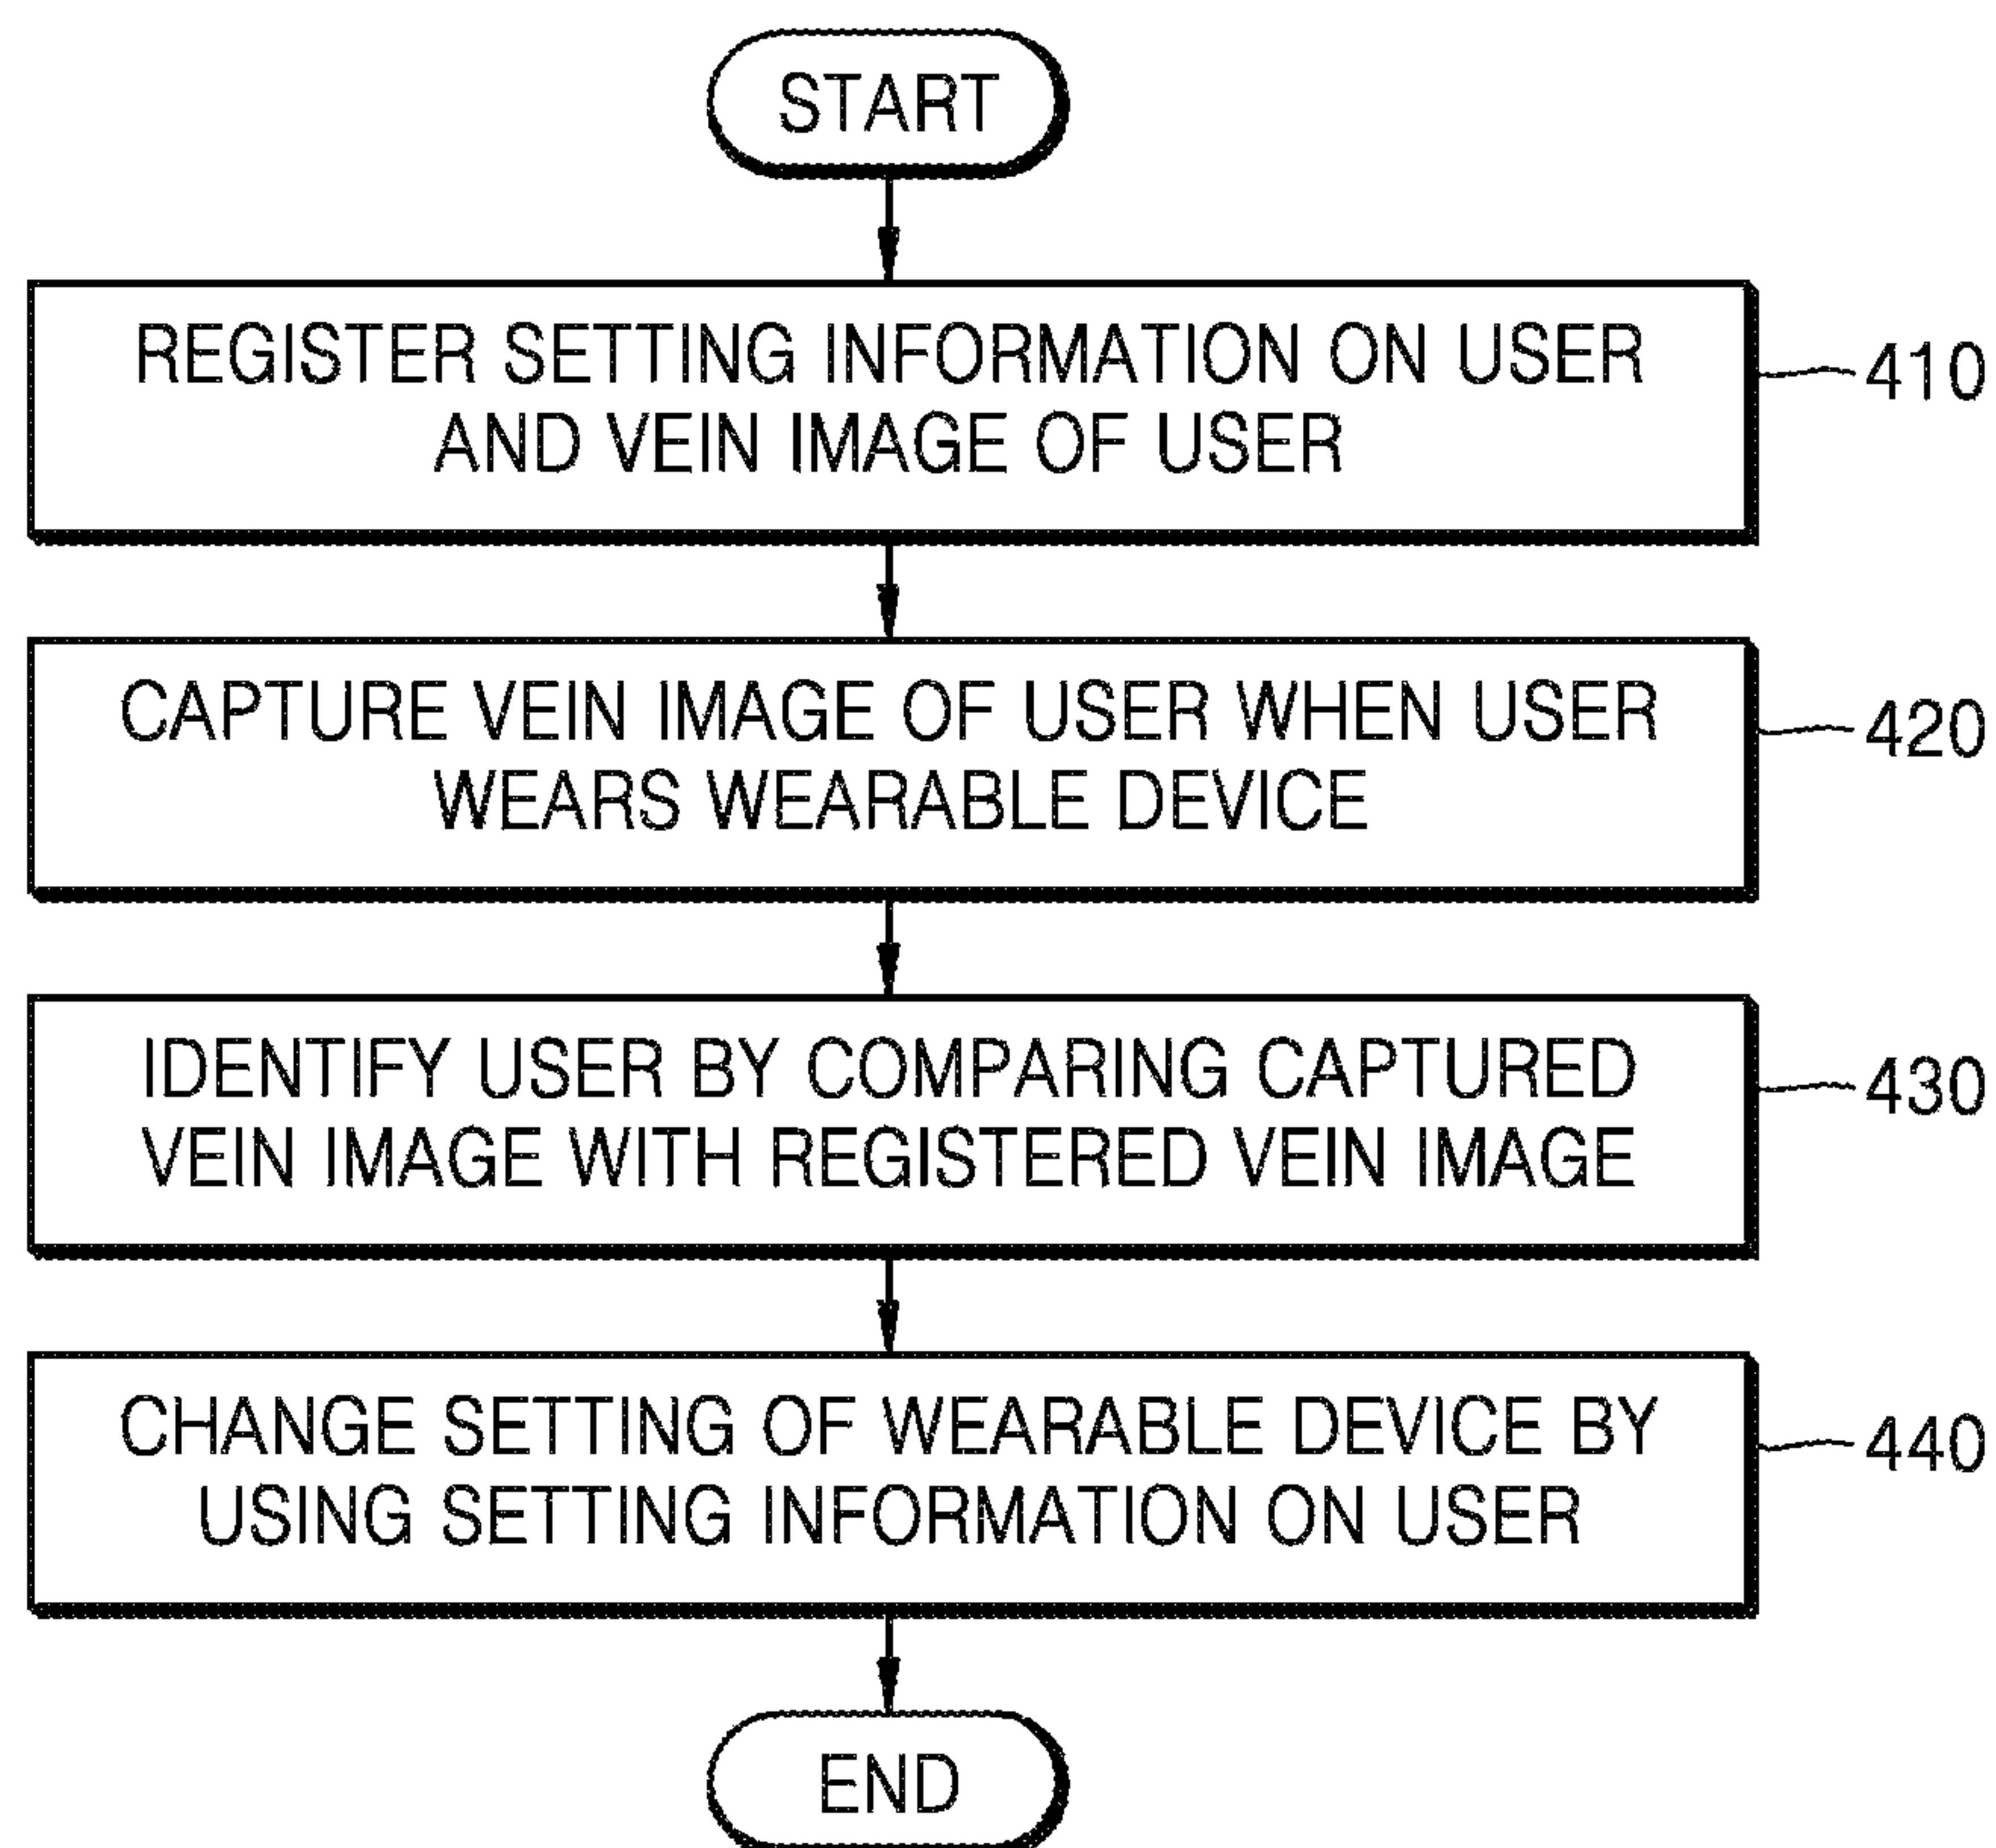 START
REGISTER SETTING INFORMATION ON USER
AND VEIN IMAGE OF USER
410
CAPTURE VEIN IMAGE OF USER WHEN USER
WEARS WEARABLE DEVICE
420
IDENTIFY USER BY COMPARING CAPTURED
VEIN IMAGE WITH REGISTERED VEIN IMAGE
430
CHANGE SETTING OF WEARABLE DEVICE BY
USING SETTING INFORMATION ON USER
440
END